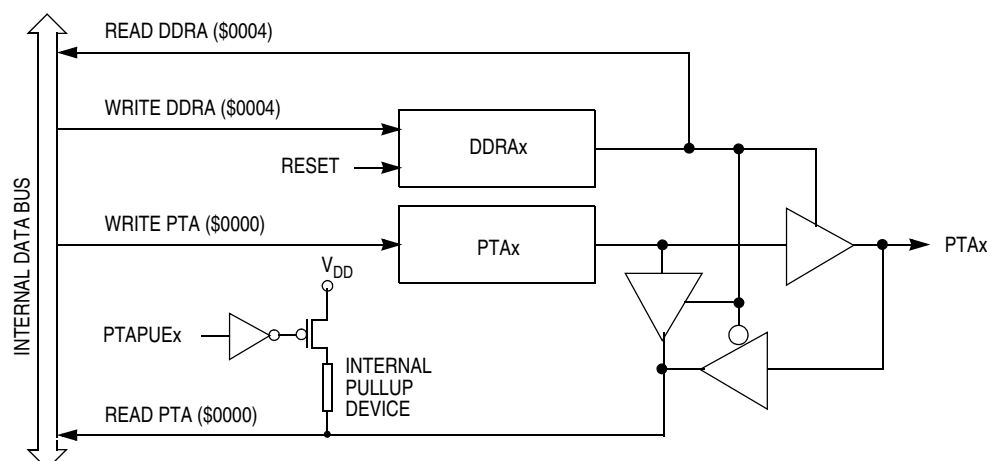 READ DDRA ($0004)
WRITE DDRA ($0004)
DDRAx
RESET
INTERNAL DATA BUS
WRITE PTA ($0000)
PTAx
PTAx
VDD
PTAPUEx
INTERNAL
PULLUP
DEVICE
READ PTA ($0000)